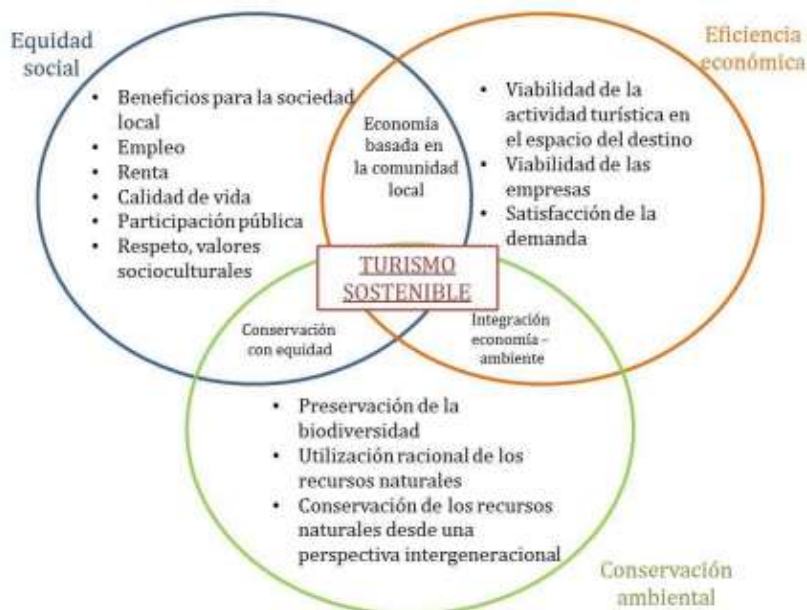 Equidad
social
• Beneficios para la sociedad
local
• Empleo
• Renta
• Calidad de vida
• Participación pública
• Respeto, valores
socioculturales
Economía
basada en
la comunidad
local
Eficiencia
económica
• Viabilidad de la
actividad turística en
el espacio del destino
• Viabilidad de las
empresas
• Satisfacción de la
demanda
TURISMO
SOSTENIBLE
Conservación
con equidad
Integración
economía –
ambiente
• Preservación de la
biodiversidad
• Utilización racional de los
recursos naturales
• Conservación de los recursos
naturales desde una
perspectiva intergeneracional
Conservación
ambiental